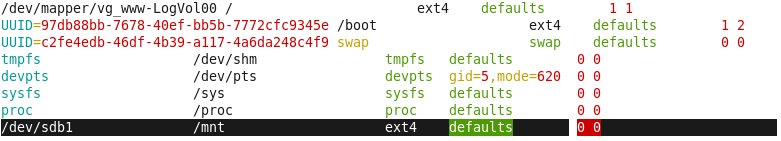 /dev/mapper/vg_www-LogVol00 / ext4 defaults 1 1
UUID=97db88bb-7678-40ef-bb5b-7772cfc9345e /boot ext4 defaults 1 2
UUID=c2fe4edb-46df-4b39-a117-4a6da248c4f9 swap swap defaults 0 0
tmpfs /dev/shm tmpfs defaults 0 0
devpts /dev/pts devpts gid=5,mode=620 0 0
sysfs /sys sysfs defaults 0 0
proc /proc proc defaults 0 0
/dev/sdb1 /mnt ext4 defaults 0 0